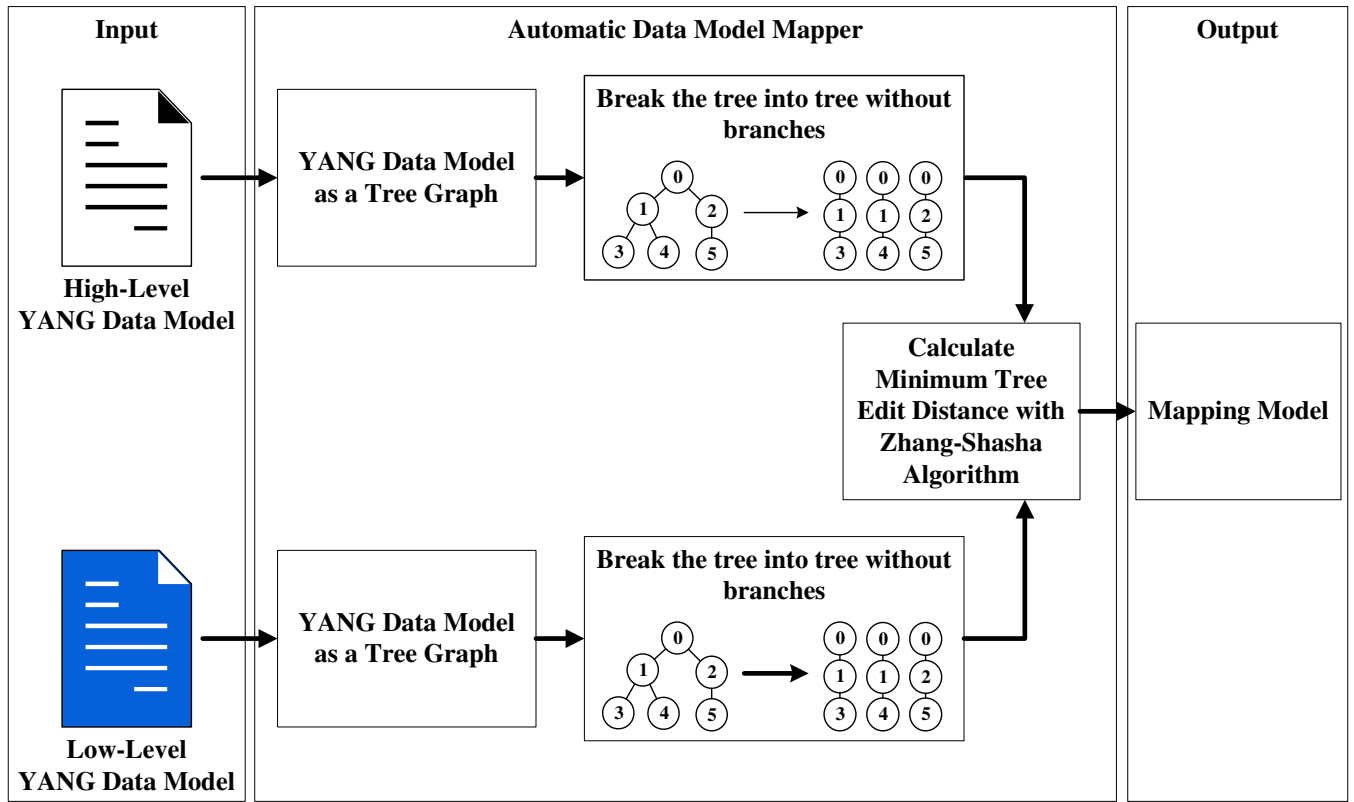 Input
Automatic Data Model Mapper
Output
High-Level
YANG Data Model
YANG Data Model
as a Tree Graph
Break the tree into tree without
branches
0
1 2
3 4 5
0 0 0
1 1 2
3 4 5
Calculate
Minimum Tree
Edit Distance with
Zhang-Shasha
Algorithm
Mapping Model
Low-Level
YANG Data Model
YANG Data Model
as a Tree Graph
Break the tree into tree without
branches
0
1 2
3 4 5
0 0 0
1 1 2
3 4 5